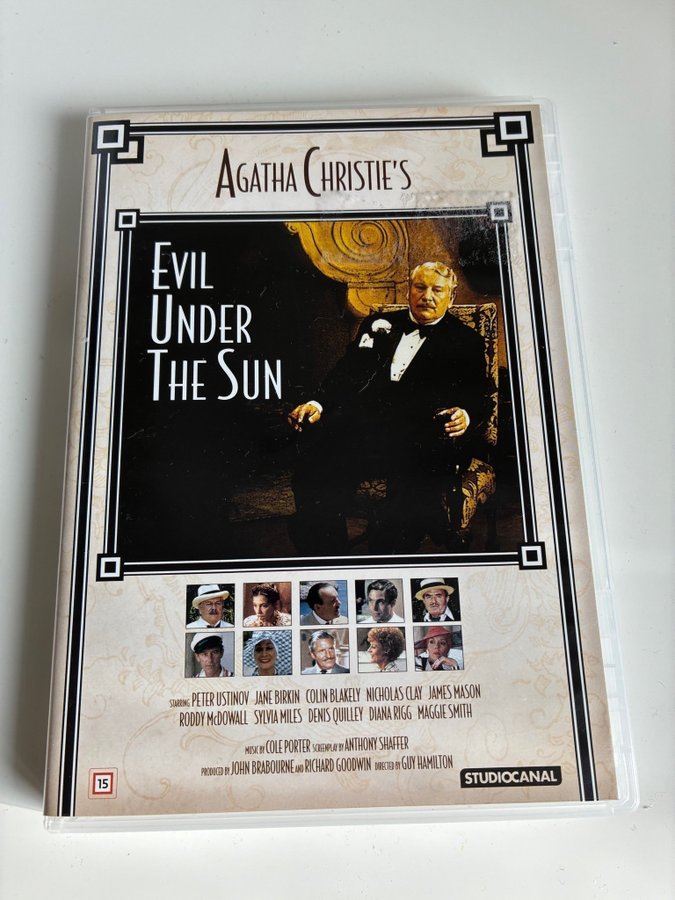 AGATHA CHRISTIE'S
EVIL
UNDER
THE SUN
STARRING PETER USTINOV JANE BIRKIN COLIN BLAKELY NICHOLAS CLAY JAMES MASON
RODDY McDOWALL SYLVIA MILES DENIS QUILLEY DIANA RIGG MAGGIE SMITH
MUSIC BY COLE PORTER SCREENPLAY BY ANTHONY SHAFFER
PRODUCED BY JOHN BRABOURNE AND RICHARD GOODWIN DIRECTED BY GUY HAMILTON
15
STUDIOCANAL